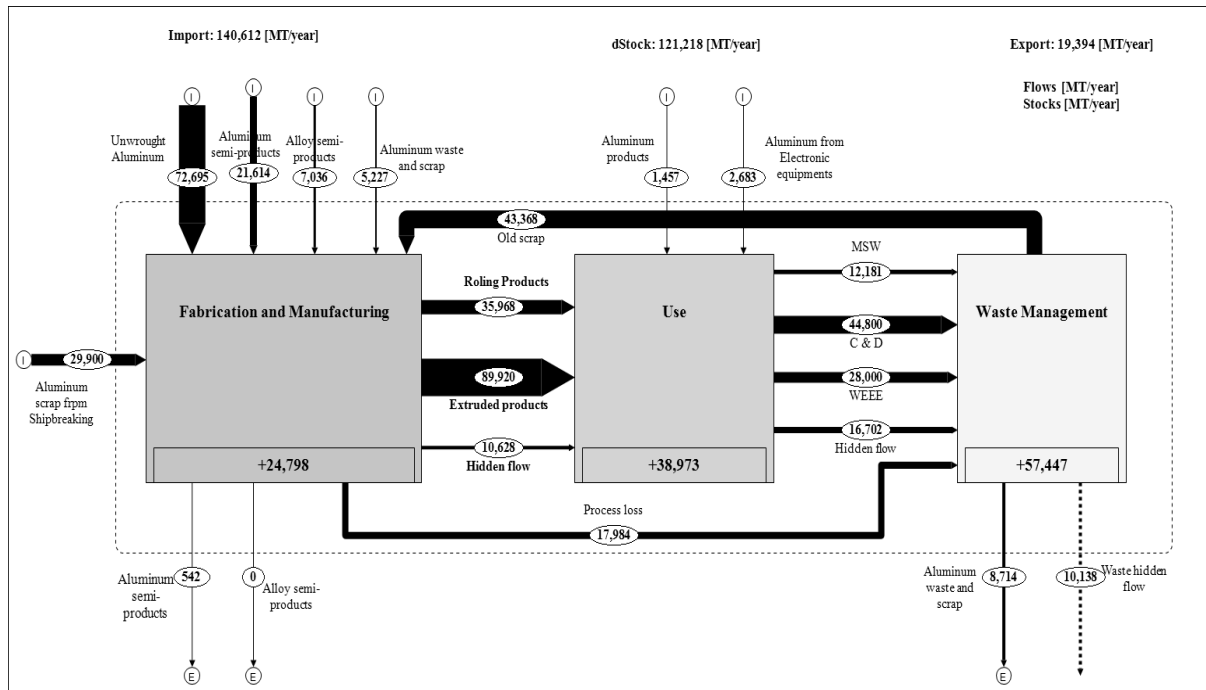 Import: 140,612 [MT/year]
dStock: 121,218 [MT/year]
Export: 19,394 [MT/year]
Flows [MT/year]
Stocks [MT/year]
I
I
I
I
I
I
Unwrought
Aluminum
72,695
Aluminum
semi-products
21,614
Alloy semi-
products
7,036
Aluminum waste
and scrap
5,227
Aluminum
products
1,457
Aluminum from
Electronic
equipments
2,683
43,368
Old scrap
Fabrication and Manufacturing
+24,798
Roling Products
35,968
89,920
Extruded products
10,628
Hidden flow
Use
+38,973
MSW
12,181
44,800
C & D
28,000
WEEE
16,702
Hidden flow
Waste Management
+57,447
I
29,900
Aluminum
scrap frpm
Shipbreaking
Process loss
17,984
Aluminum
semi-
products
542
0
Alloy semi-
products
Aluminum
waste and
scrap
8,714
10,138
Waste hidden
flow
E
E
E